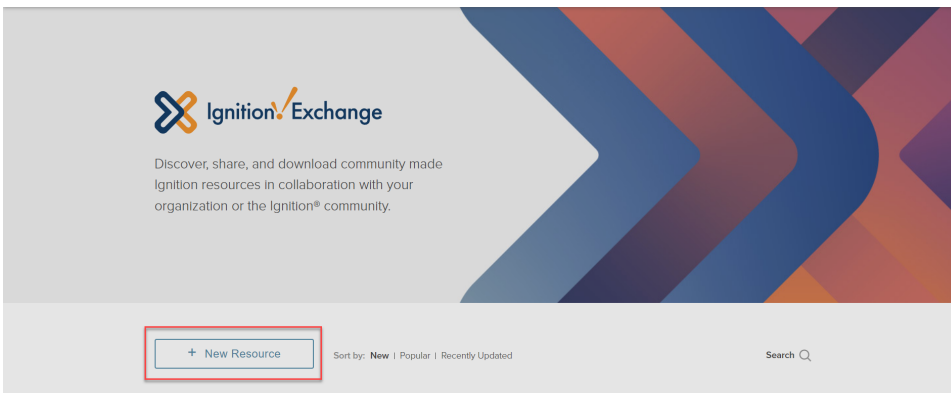 Ignition! Exchange
Discover, share, and download community made
Ignition resources in collaboration with your
organization or the Ignition® community.
+ New Resource
Sort by: New | Popular | Recently Updated
Search